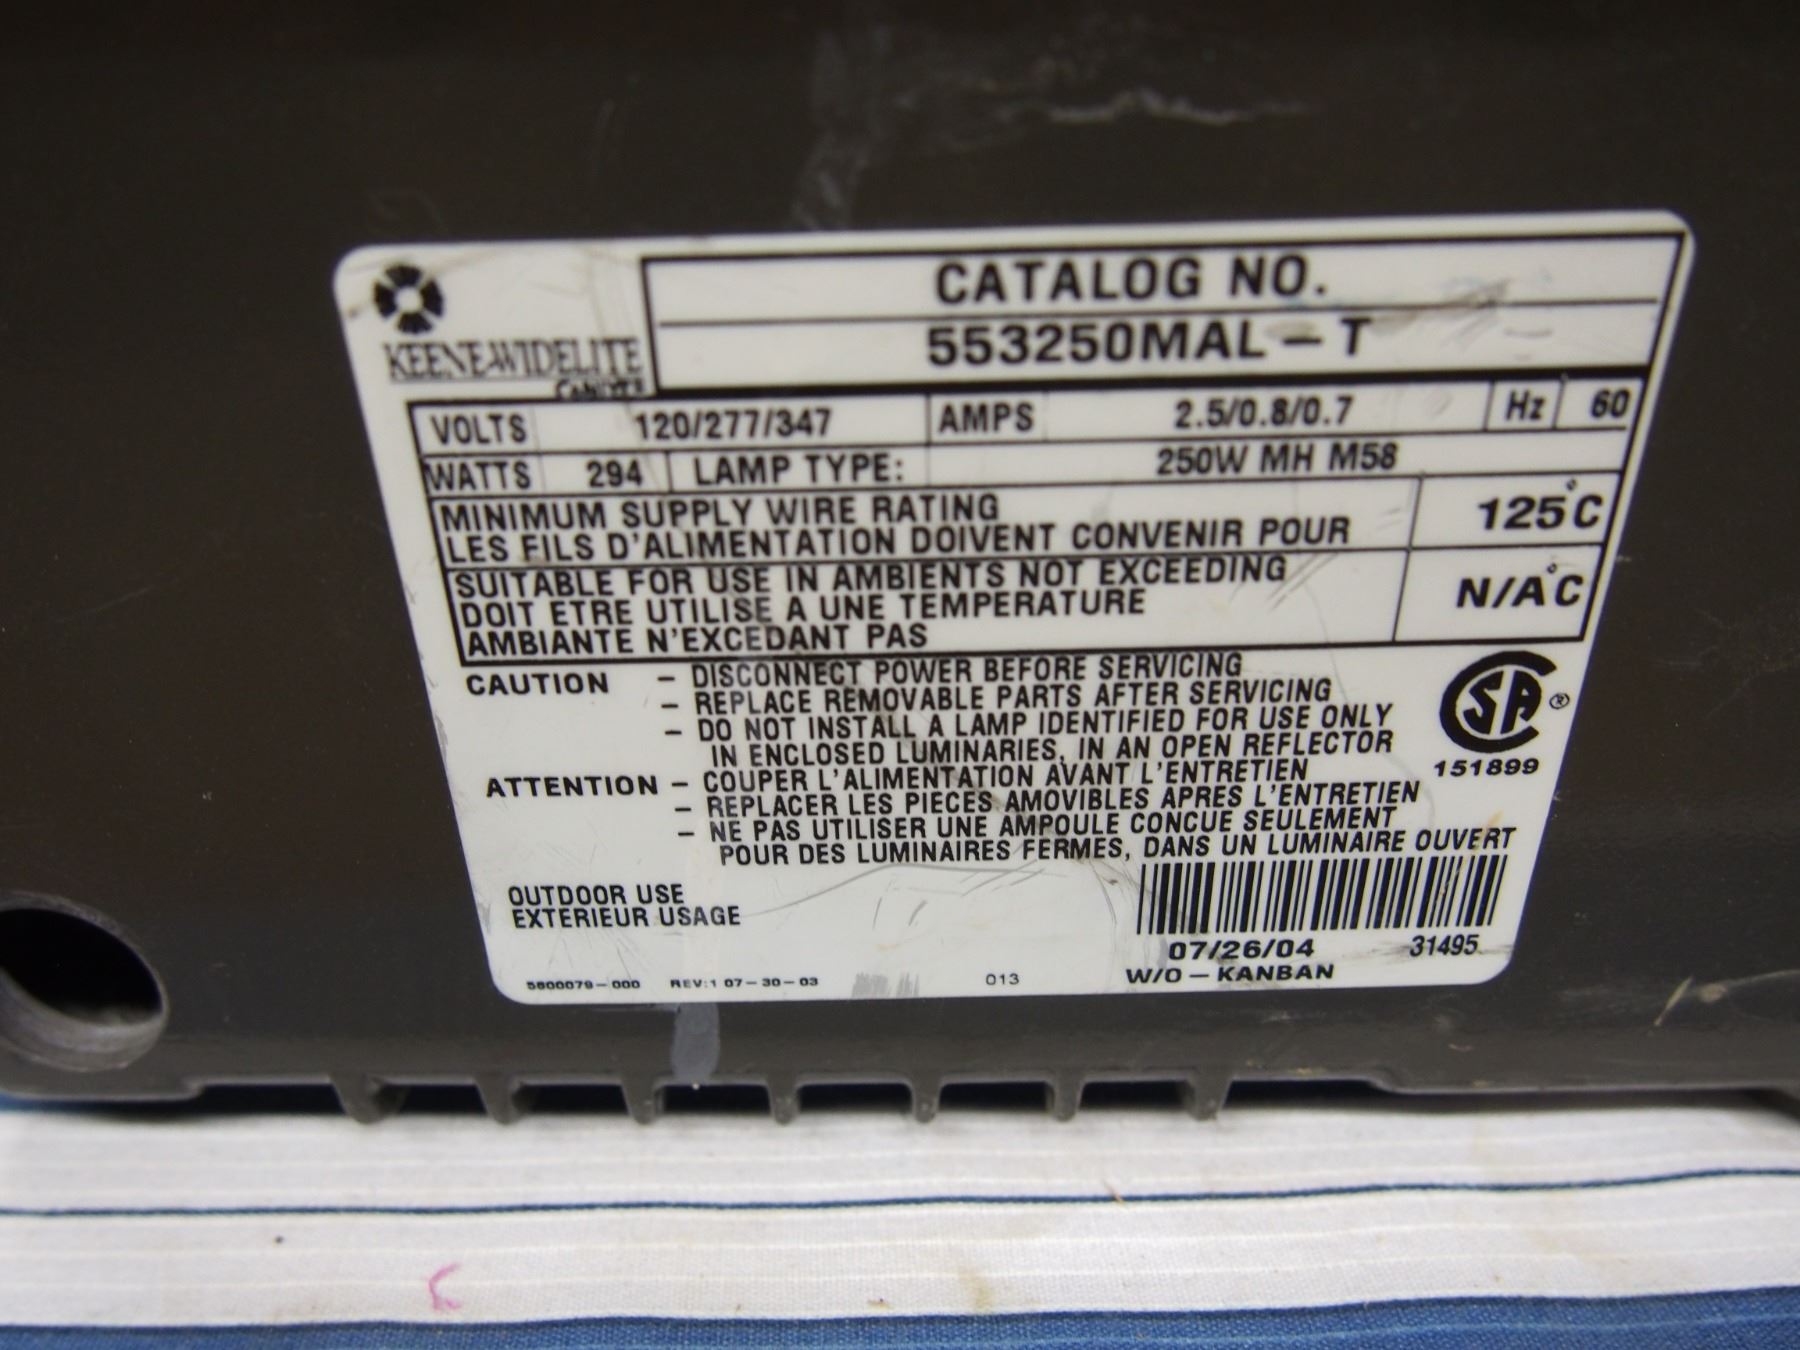 KEENE-WIDELITE
CATALOG NO.
553250MAL – T
VOLTS 120/277/347 AMPS 2.5/0.8/0.7 Hz 60
WATTS 294 LAMP TYPE: 250W MH M58
MINIMUM SUPPLY WIRE RATING
LES FILS D'ALIMENTATION DOIVENT CONVENIR POUR
125°C
SUITABLE FOR USE IN AMBIENTS NOT EXCEEDING
DOIT ETRE UTILISE A UNE TEMPERATURE
AMBIANTE N'EXCEDANT PAS
N/A°C
CAUTION – DISCONNECT POWER BEFORE SERVICING
– REPLACE REMOVABLE PARTS AFTER SERVICING
– DO NOT INSTALL A LAMP IDENTIFIED FOR USE ONLY
IN ENCLOSED LUMINARIES, IN AN OPEN REFLECTOR
ATTENTION – COUPER L'ALIMENTATION AVANT L'ENTRETIEN
– REPLACER LES PIECES AMOVIBLES APRES L'ENTRETIEN
– NE PAS UTILISER UNE AMPOULE CONCUE SEULEMENT
POUR DES LUMINAIRES FERMES, DANS UN LUMINAIRE OUVERT
SA ®
151899
OUTDOOR USE
EXTERIEUR USAGE
07/26/04 31495
W/O – KANBAN
5600079–000 REV:1 07–30–03 013